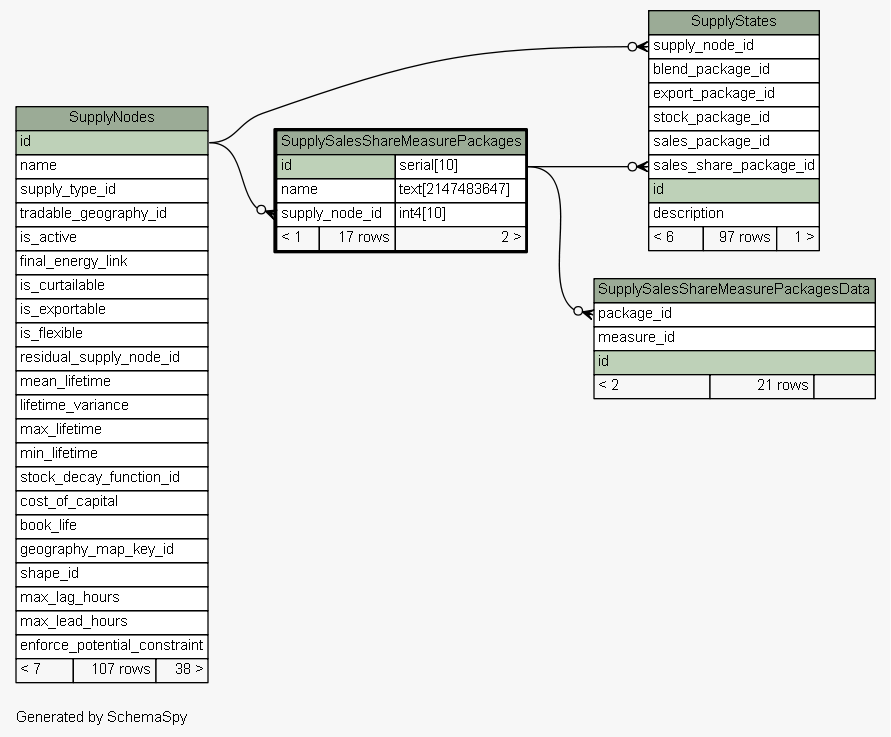 SupplyStates
supply_node_id
blend_package_id
export_package_id
stock_package_id
sales_package_id
sales_share_package_id
id
description
< 6 97 rows 1 >
SupplyNodes
id
name
supply_type_id
tradable_geography_id
is_active
final_energy_link
is_curtailable
is_exportable
is_flexible
residual_supply_node_id
mean_lifetime
lifetime_variance
max_lifetime
min_lifetime
stock_decay_function_id
cost_of_capital
book_life
geography_map_key_id
shape_id
max_lag_hours
max_lead_hours
enforce_potential_constraint
< 7 107 rows 38 >
SupplySalesShareMeasurePackages
id serial[10]
name text[2147483647]
supply_node_id int4[10]
< 1 17 rows 2 >
SupplySalesShareMeasurePackagesData
package_id
measure_id
id
< 2 21 rows
Generated by SchemaSpy